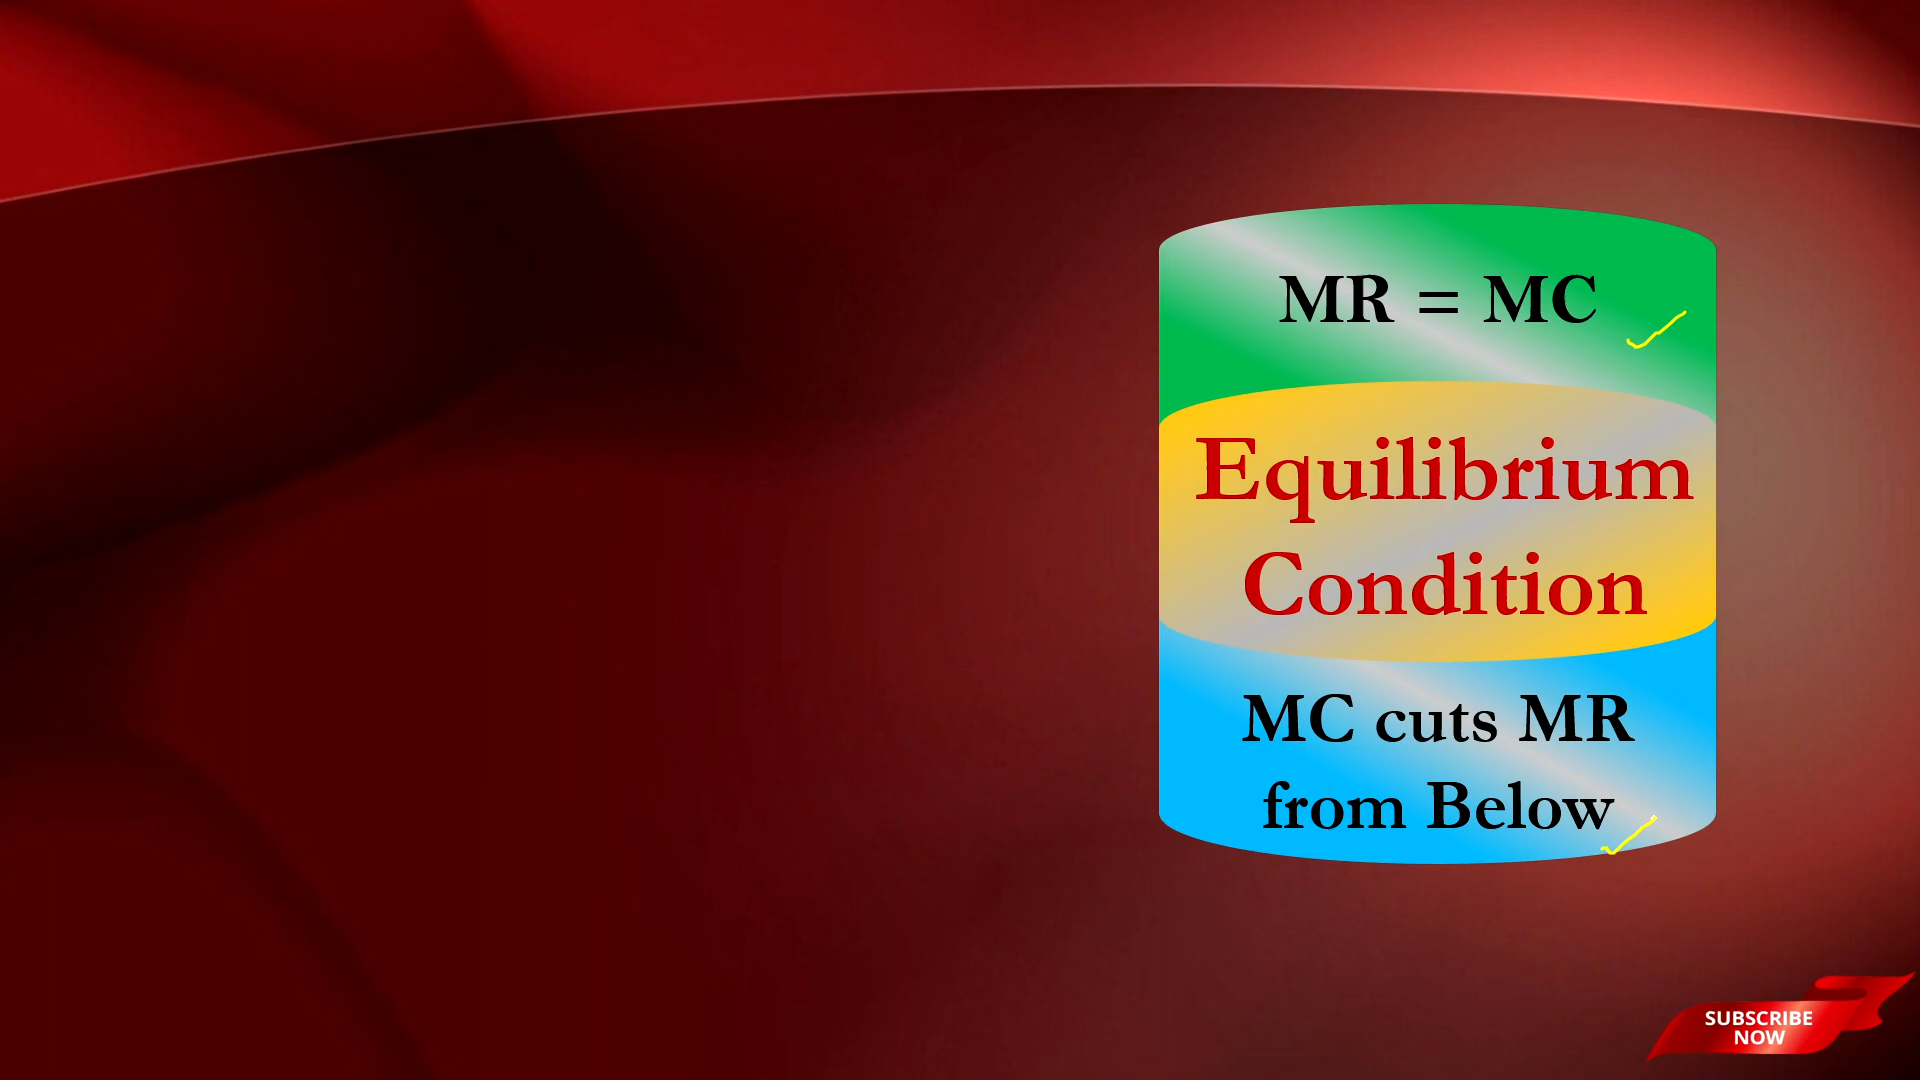 MR = MC
Equilibrium
Condition
MC cuts MR
from Below
SUBSCRIBE
NOW